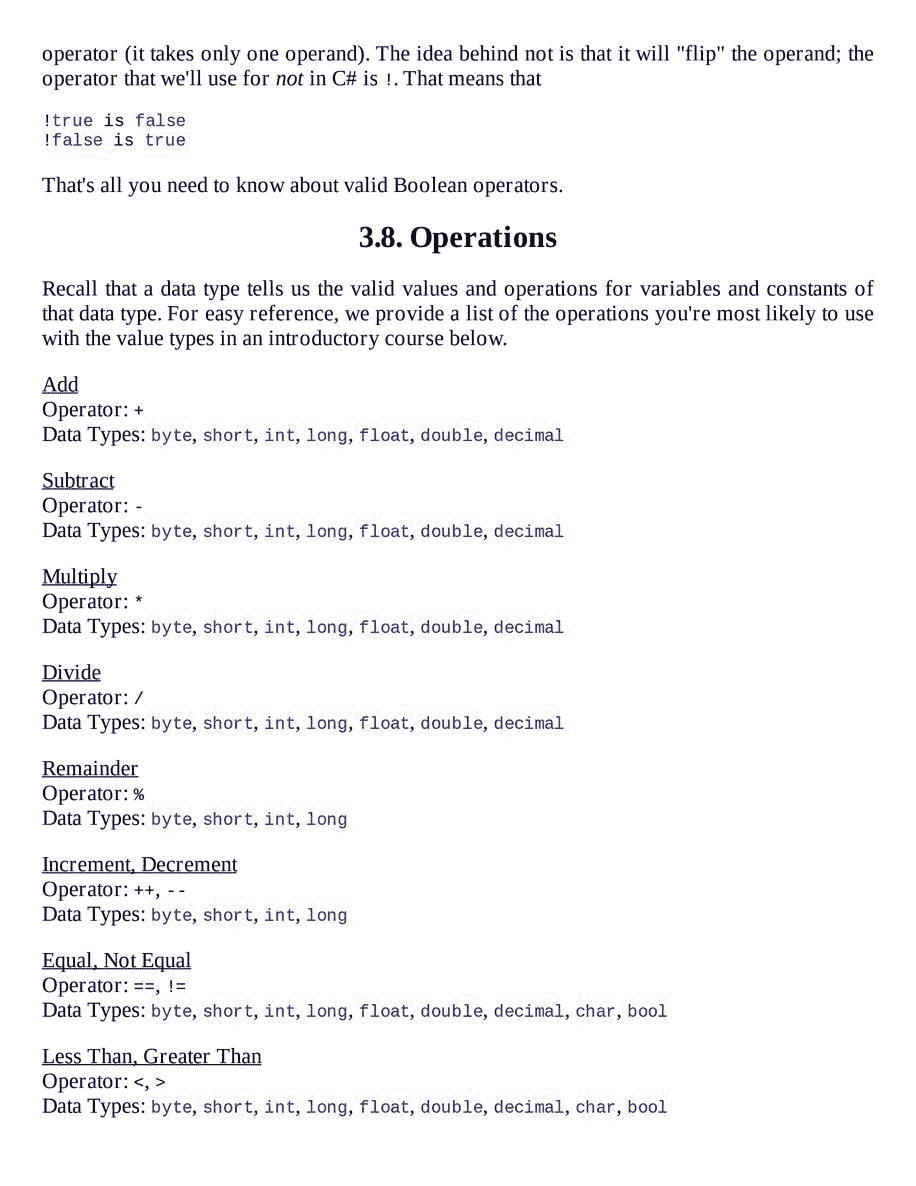 operator (it takes only one operand). The idea behind not is that it will "flip" the operand; the
operator that we'll use for not in C# is !. That means that
!true is false
!false is true
That's all you need to know about valid Boolean operators.
3.8. Operations
Recall that a data type tells us the valid values and operations for variables and constants of
that data type. For easy reference, we provide a list of the operations you're most likely to use
with the value types in an introductory course below.
Add
Operator: +
Data Types: byte, short, int, long, float, double, decimal
Subtract
Operator: -
Data Types: byte, short, int, long, float, double, decimal
Multiply
Operator: *
Data Types: byte, short, int, long, float, double, decimal
Divide
Operator: /
Data Types: byte, short, int, long, float, double, decimal
Remainder
Operator: %
Data Types: byte, short, int, long
Increment, Decrement
Operator: ++, --
Data Types: byte, short, int, long
Equal, Not Equal
Operator: ==, !=
Data Types: byte, short, int, long, float, double, decimal, char, bool
Less Than, Greater Than
Operator: <, >
Data Types: byte, short, int, long, float, double, decimal, char, bool